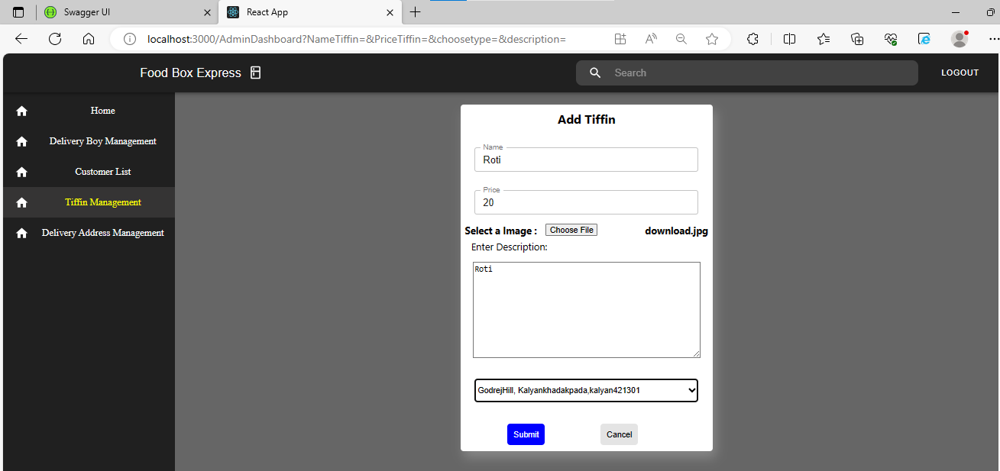 Swagger UI
React App
localhost:3000/AdminDashboard?NameTiffin=&PriceTiffin=&choosetype=&description=
Food Box Express
Search
LOGOUT
Home
Delivery Boy Management
Customer List
Tiffin Management
Delivery Address Management
Add Tiffin
Name
Roti
Price
20
Select a Image : Choose File download.jpg
Enter Description:
Roti
GodrejHill, Kalyankhadakpada,kalyan421301
Submit Cancel